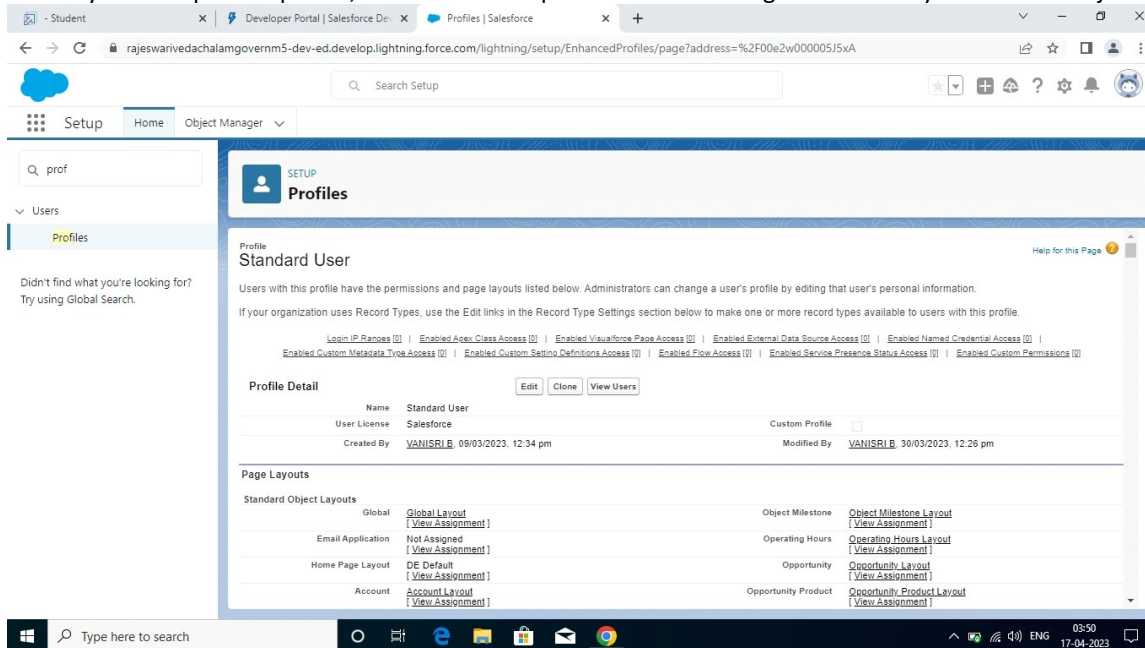 - Student
Developer Portal | Salesforce Dev
Profiles | Salesforce
rajeswarivedachalamgovernm5-dev-ed.develop.lightning.force.com/lightning/setup/EnhancedProfiles/page?address=%2F00e2w000005J5xA
Search Setup
Setup Home Object Manager
prof
Users
Profiles
Didn't find what you're looking for?
Try using Global Search.
SETUP
Profiles
Profile
Standard User
Help for this Page
Users with this profile have the permissions and page layouts listed below. Administrators can change a user's profile by editing that user's personal information.
If your organization uses Record Types, use the Edit links in the Record Type Settings section below to make one or more record types available to users with this profile.
Login IP Ranges [0] | Enabled Apex Class Access [0] | Enabled Visualforce Page Access [0] | Enabled External Data Source Access [0] | Enabled Named Credential Access [0] |
Enabled Custom Metadata Type Access [0] | Enabled Custom Setting Definitions Access [0] | Enabled Flow Access [0] | Enabled Service Presence Status Access [0] | Enabled Custom Permissions [0]
Profile Detail Edit Clone View Users
Name Standard User
User License Salesforce Custom Profile
Created By VANISRI B, 09/03/2023, 12:34 pm Modified By VANISRI B, 30/03/2023, 12:26 pm
Page Layouts
Standard Object Layouts
Global Global Layout Object Milestone Object Milestone Layout
[ View Assignment ] [ View Assignment ]
Email Application Not Assigned Operating Hours Operating Hours Layout
[ View Assignment ] [ View Assignment ]
Home Page Layout DE Default Opportunity Opportunity Layout
[ View Assignment ] [ View Assignment ]
Account Account Layout Opportunity Product Opportunity Product Layout
[ View Assignment ] [ View Assignment ]
Type here to search
ENG
03:50
17-04-2023